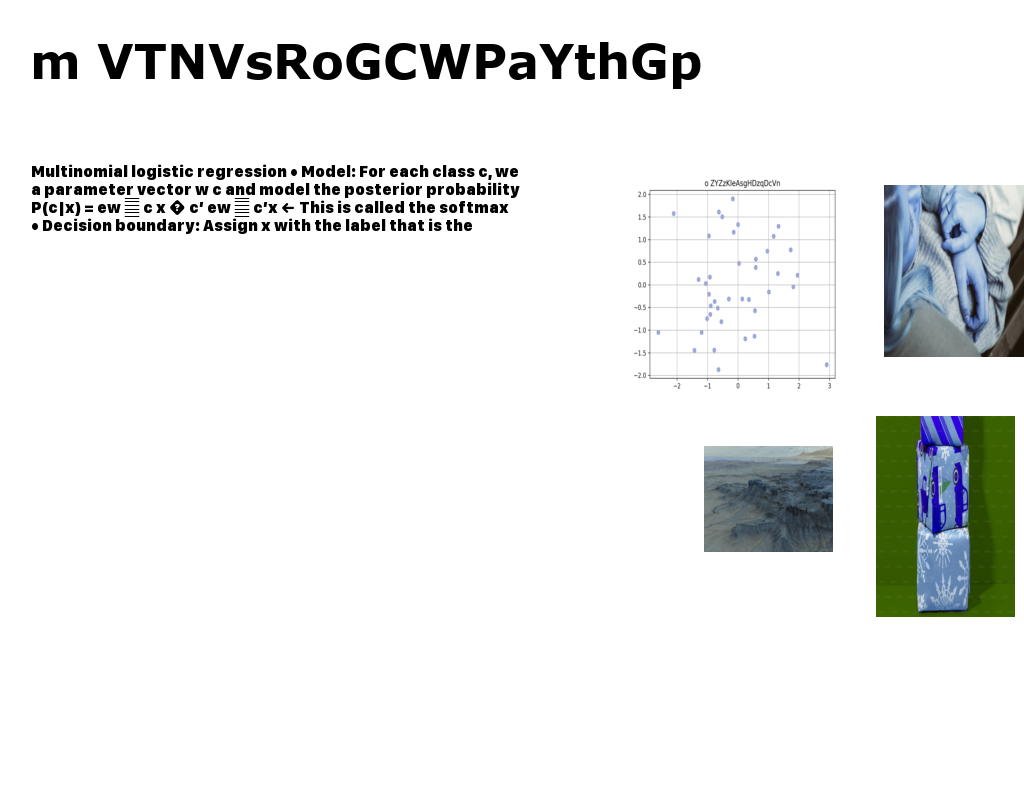 m VTNVsRoGCWPaYthGp
Multinomial logistic regression • Model: For each class c, we
a parameter vector w c and model the posterior probability
P(c|x) = ew ䷀ c x � c’ ew ䷀ c’x ← This is called the softmax
• Decision boundary: Assign x with the label that is the
o ZYZzKIeAsgHDzqDcVn
2.0
1.5
1.0
0.5
0.0
−0.5
−1.0
−1.5
−2.0
−2 −1 0 1 2 3